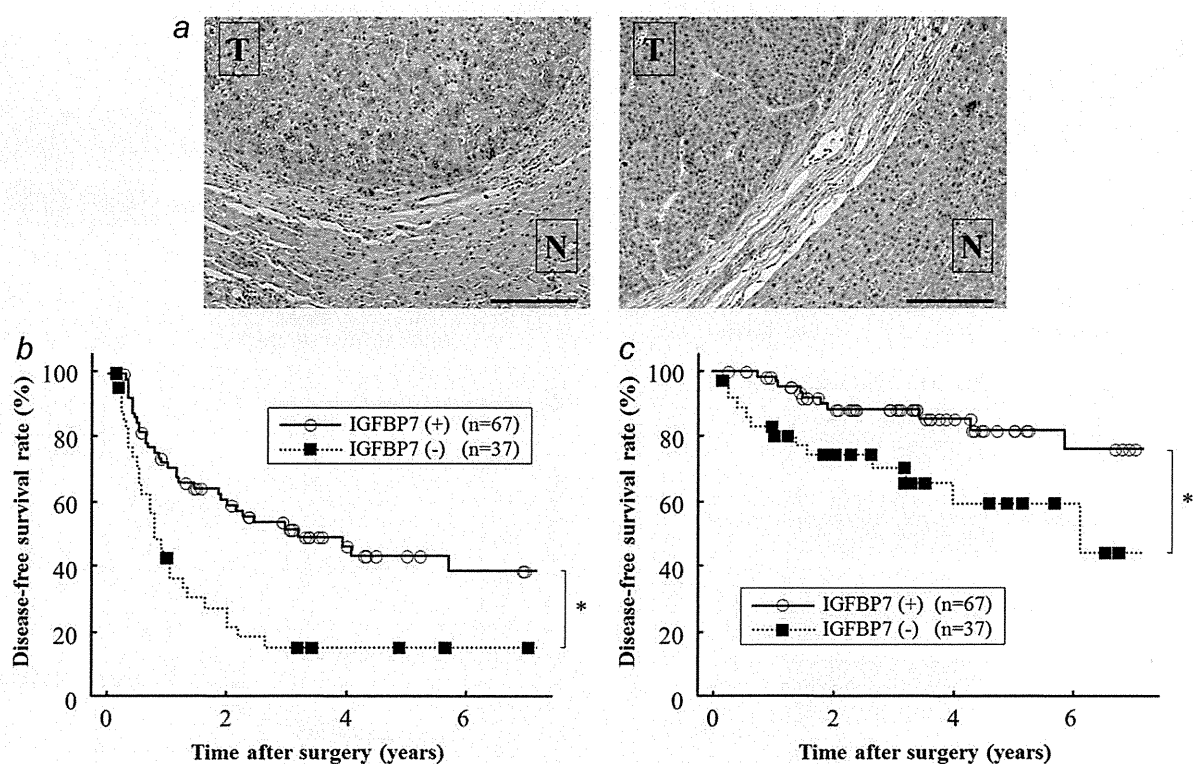 a
T
N
T
N
b
Disease-free survival rate (%)
100
80
60
40
20
0
IGFBP7 (+) (n=67)
IGFBP7 (-) (n=37)
*
0 2 4 6
Time after surgery (years)
c
Disease-free survival rate (%)
100
80
60
40
20
0
IGFBP7 (+) (n=67)
IGFBP7 (-) (n=37)
*
0 2 4 6
Time after surgery (years)